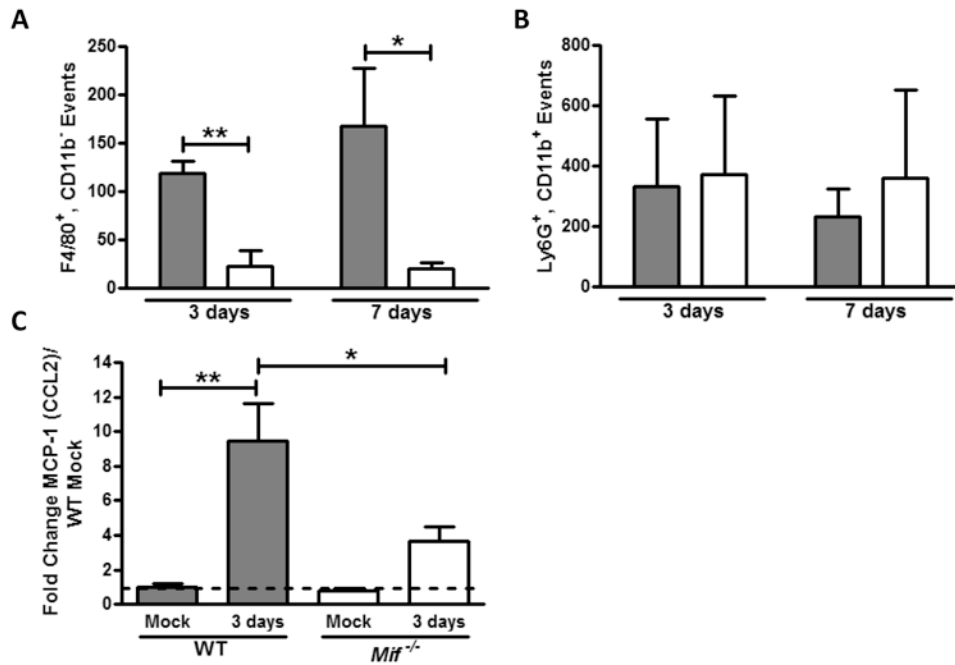 A
F4/80⁺, CD11b⁻ Events
250
200
150
100
50
0
**
*
3 days
7 days
B
Ly6G⁺, CD11b⁺ Events
800
600
400
200
0
3 days
7 days
C
Fold Change MCP-1 (CCL2)/
WT Mock
14
12
10
8
6
4
2
0
**
*
Mock
3 days
Mock
3 days
WT
Mif⁻/⁻